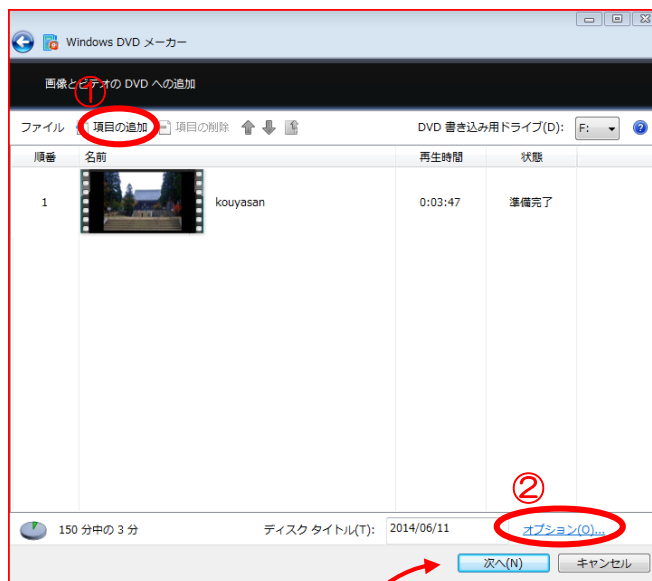 Windows DVD メーカー
①
画像とビデオの DVD への追加
ファイル 項目の追加 項目の削除 DVD 書き込み用ドライブ(D): F:
順番 名前 再生時間 状態
1 kouyasan 0:03:47 準備完了
②
150 分中の 3 分 ディスク タイトル(T): 2014/06/11 オプション(O)...
次へ(N) キャンセル